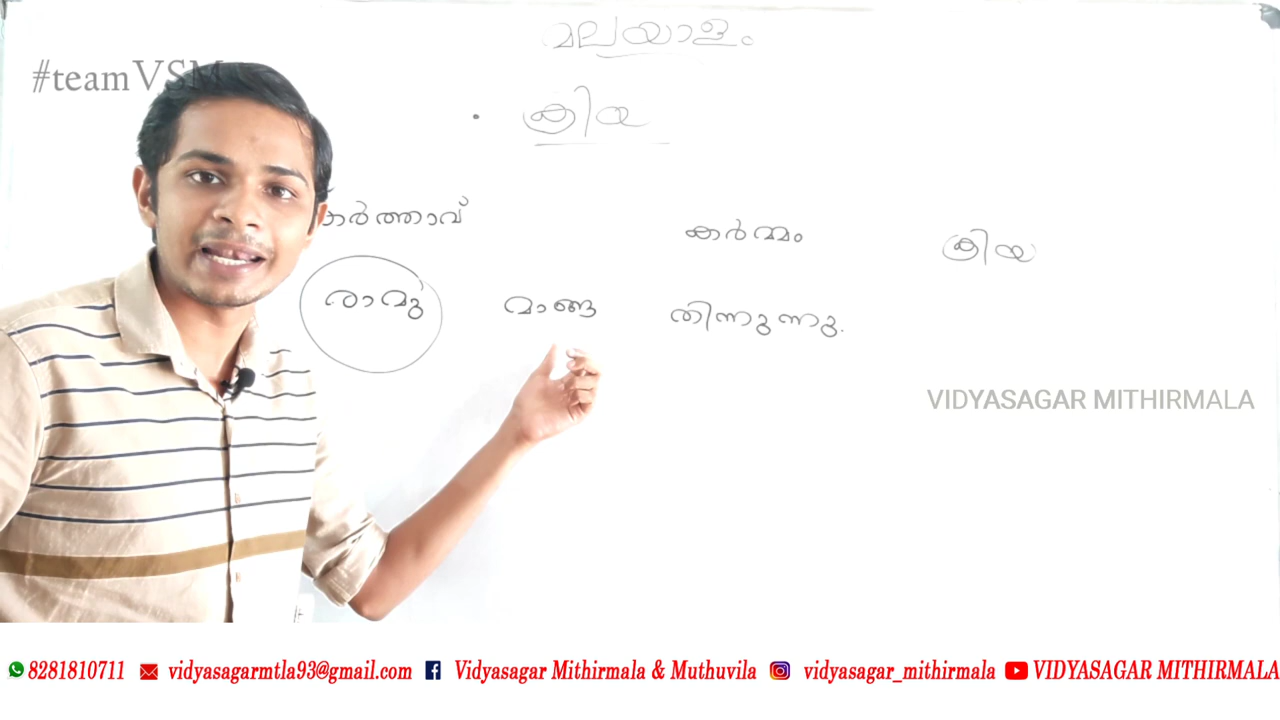 മലയാളം
#teamVSM
ക്രിയ
കർത്താവ് കർമ്മം ക്രിയ
രാമു മാങ്ങ തിന്നുന്നു.
VIDYASAGAR MITHIRMALA
8281810711 vidyasagarmtla93@gmail.com Vidyasagar Mithirmala & Muthuvila vidyasagar_mithirmala VIDYASAGAR MITHIRMALA